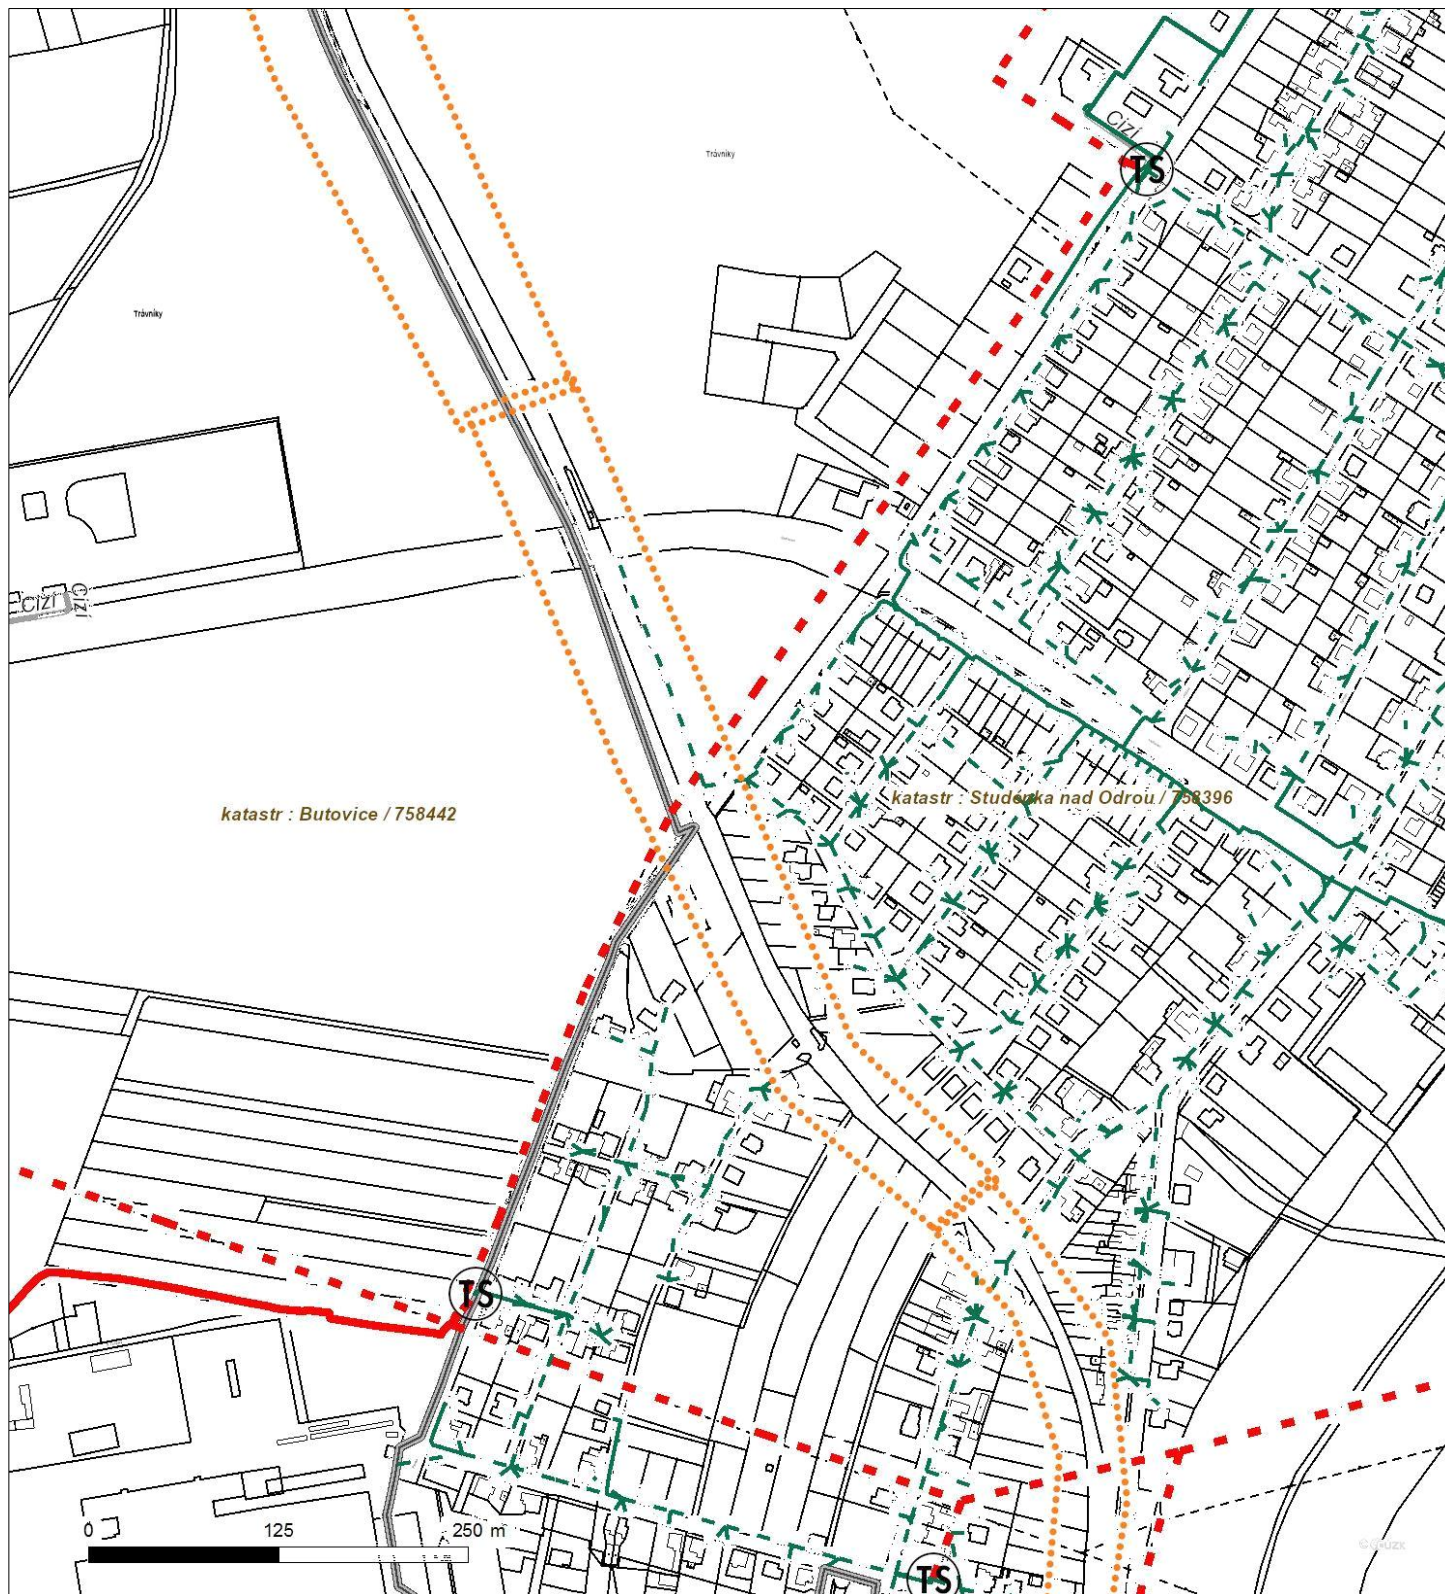 Cizí
Trávníky
TS
Trávníky
Cizí
Cizí
katastr : Studénka nad Odrou / 758396
katastr : Butovice / 758442
TS
0 125 250 m
TS